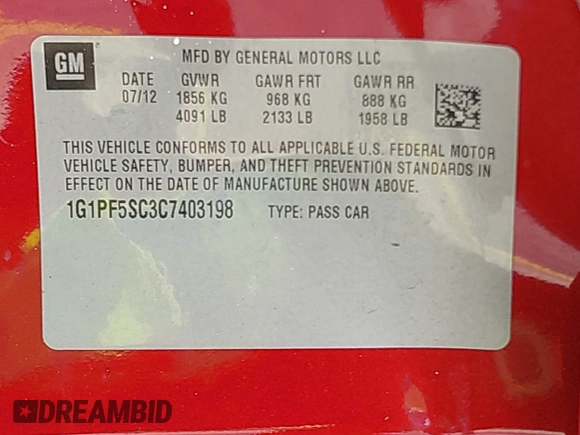 GM
MFD BY GENERAL MOTORS LLC
DATE GVWR GAWR FRT GAWR RR
07/12 1856 KG 968 KG 888 KG
4091 LB 2133 LB 1958 LB
THIS VEHICLE CONFORMS TO ALL APPLICABLE U.S. FEDERAL MOTOR
VEHICLE SAFETY, BUMPER, AND THEFT PREVENTION STANDARDS IN
EFFECT ON THE DATE OF MANUFACTURE SHOWN ABOVE.
1G1PF5SC3C7403198 TYPE: PASS CAR
DREAMBID